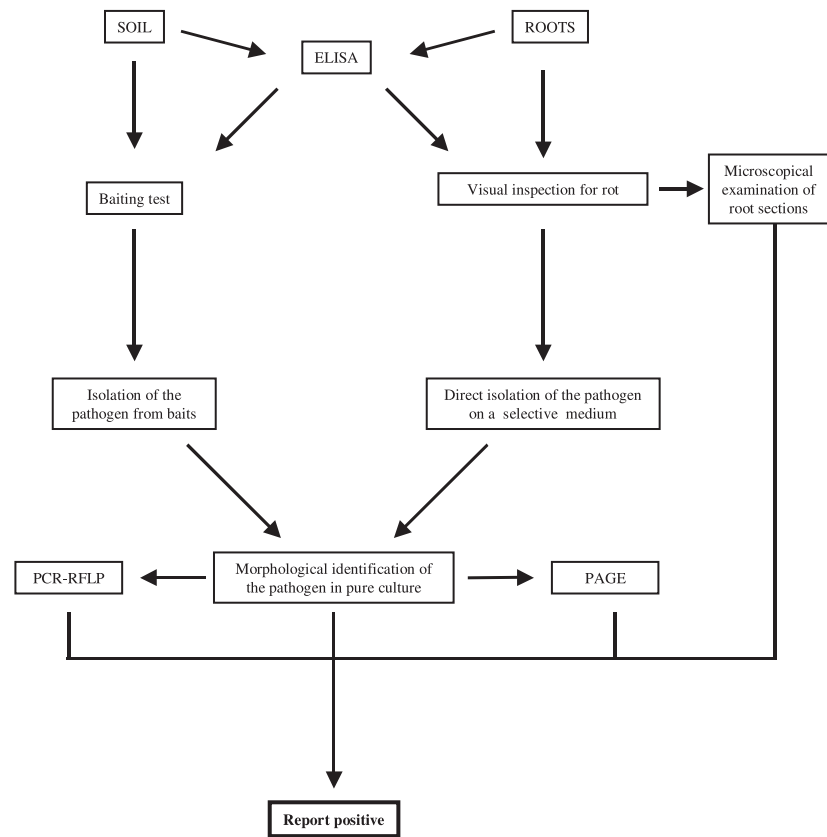 SOIL
ROOTS
ELISA
Baiting test
Visual inspection for rot
Microscopical
examination of
root sections
Isolation of the
pathogen from baits
Direct isolation of the pathogen
on a selective medium
PCR-RFLP
Morphological identification of
the pathogen in pure culture
PAGE
Report positive